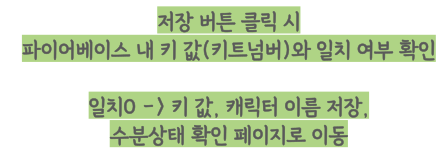 저장 버튼 클릭 시
파이어베이스 내 키 값(키트넘버)와 일치 여부 확인
일치O -> 키 값, 캐릭터 이름 저장,
수분상태 확인 페이지로 이동